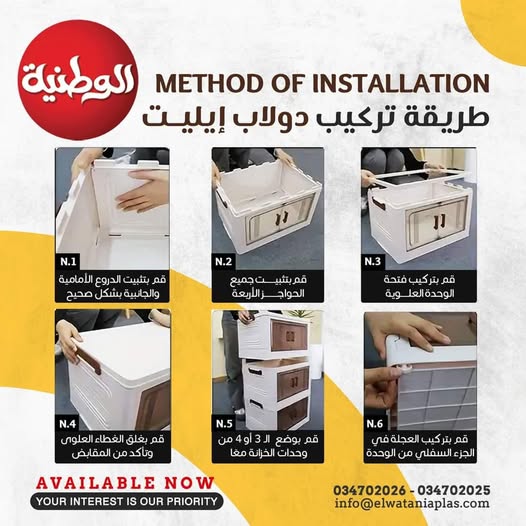 الوطنية
METHOD OF INSTALLATION
طريقة تركيب دولاب إيليت
N.1
قم بتثبيت الدروع الأمامية
والجانبية بشكل صحيح
N.2
قم بتثبيت جميع
الحواجز الأربعة
N.3
قم بتركيب فتحة
الوحدة العلوية
N.4
قم بغلق الغطاء العلوى
وتأكد من المقابض
N.5
قم بوضع الـ 3 أو 4 من
وحدات الخزانة معًا
N.6
قم بتركيب العجلة في
الجزء السفلي من الوحدة
AVAILABLE NOW
YOUR INTEREST IS OUR PRIORITY
034702026 - 034702025
info@elwataniaplas.com